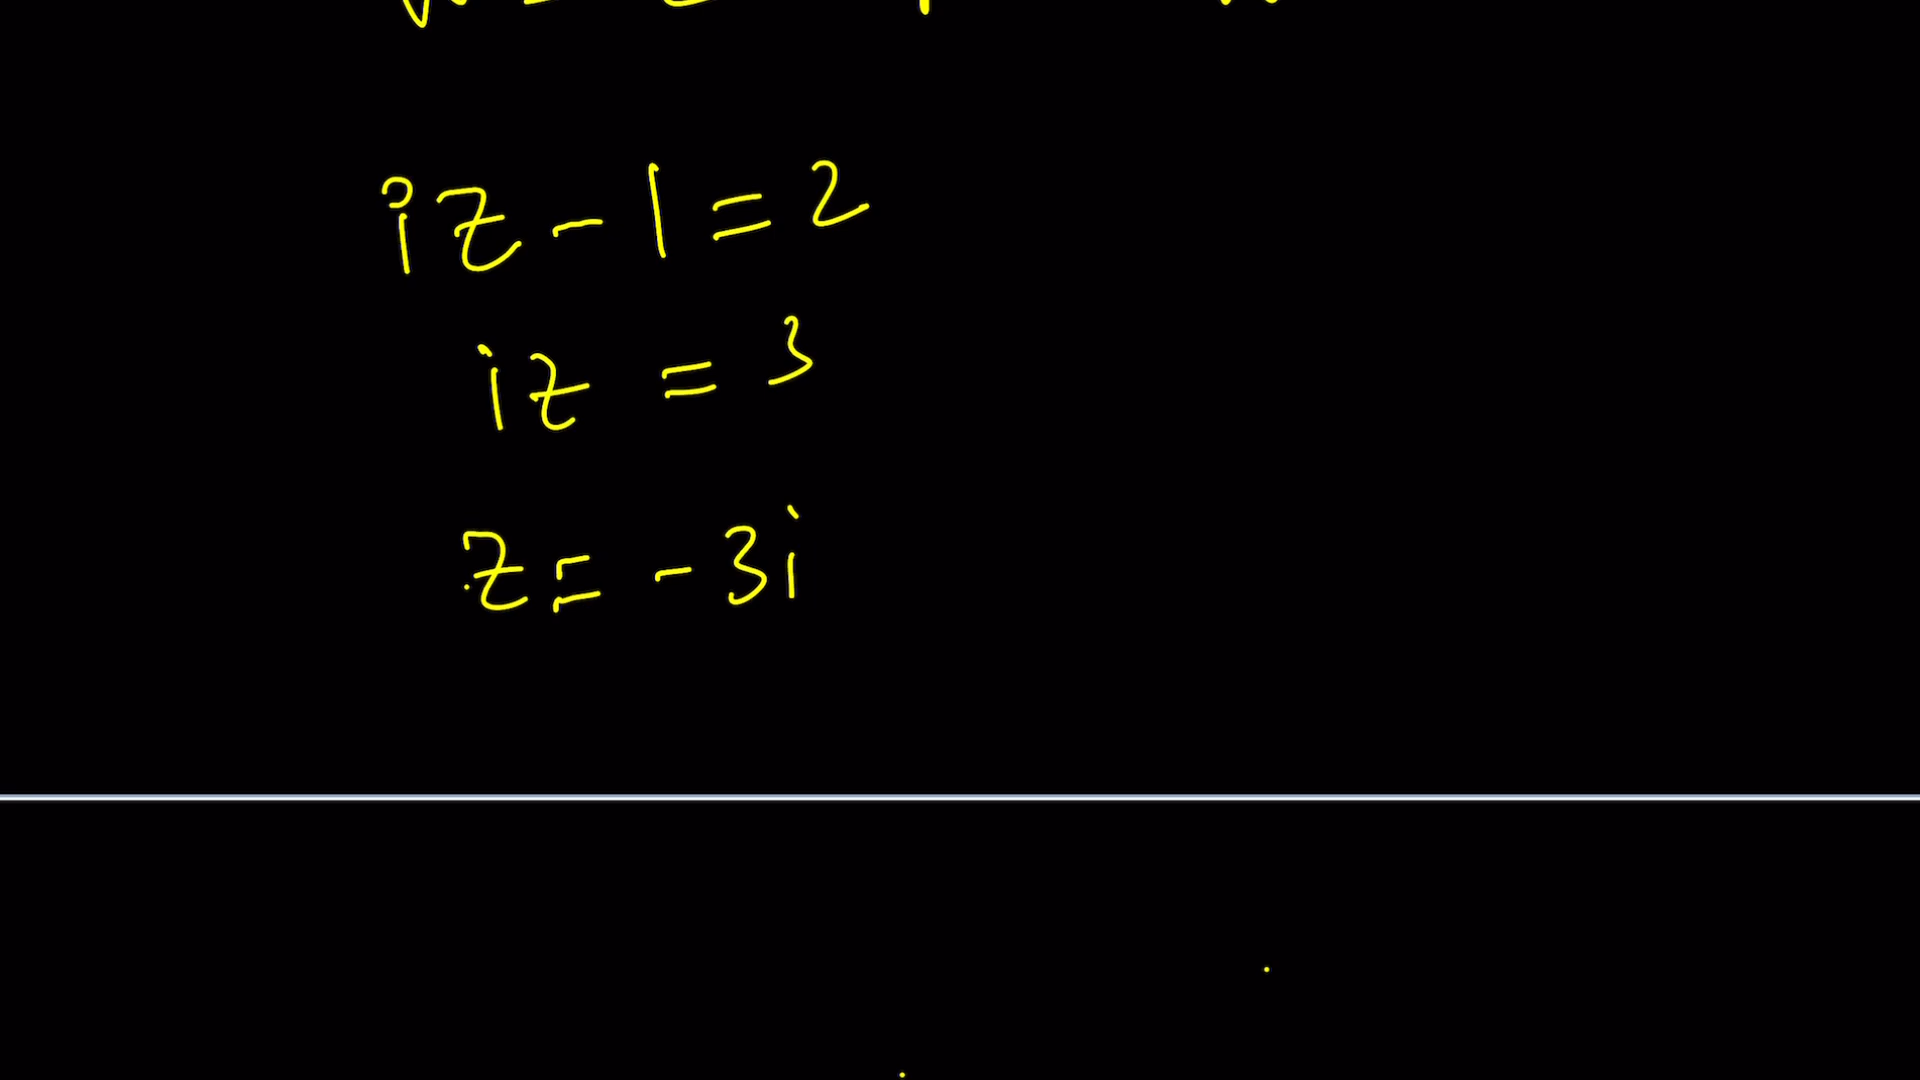 iz - 1 = 2
iz = 3
z = -3i